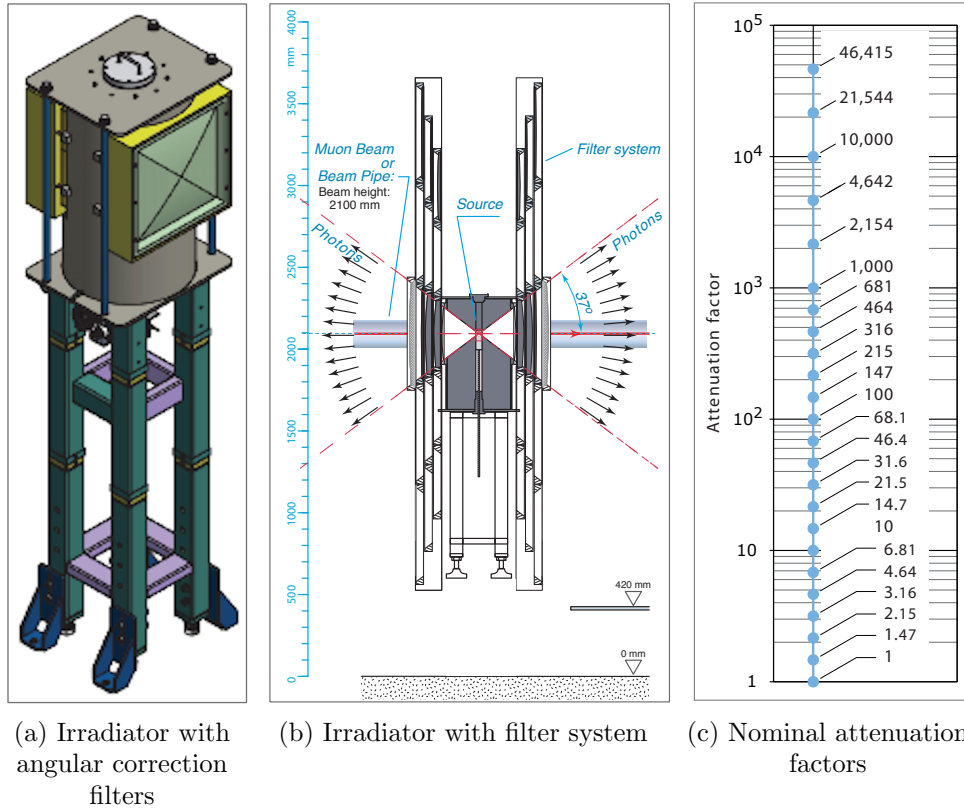 4000
mm
3500
3000
2500
2000
1500
1000
500
0
Muon Beam
or
Beam Pipe:
Beam height:
2100 mm
Source
Filter system
Photons
Photons
37°
420 mm
0 mm
Attenuation factor
10⁵
10⁴
10³
10²
10
1
46,415
21,544
10,000
4,642
2,154
1,000
681
464
316
215
147
100
68.1
46.4
31.6
21.5
14.7
10
6.81
4.64
3.16
2.15
1.47
1
(a) Irradiator with
angular correction
filters
(b) Irradiator with filter system
(c) Nominal attenuation
factors